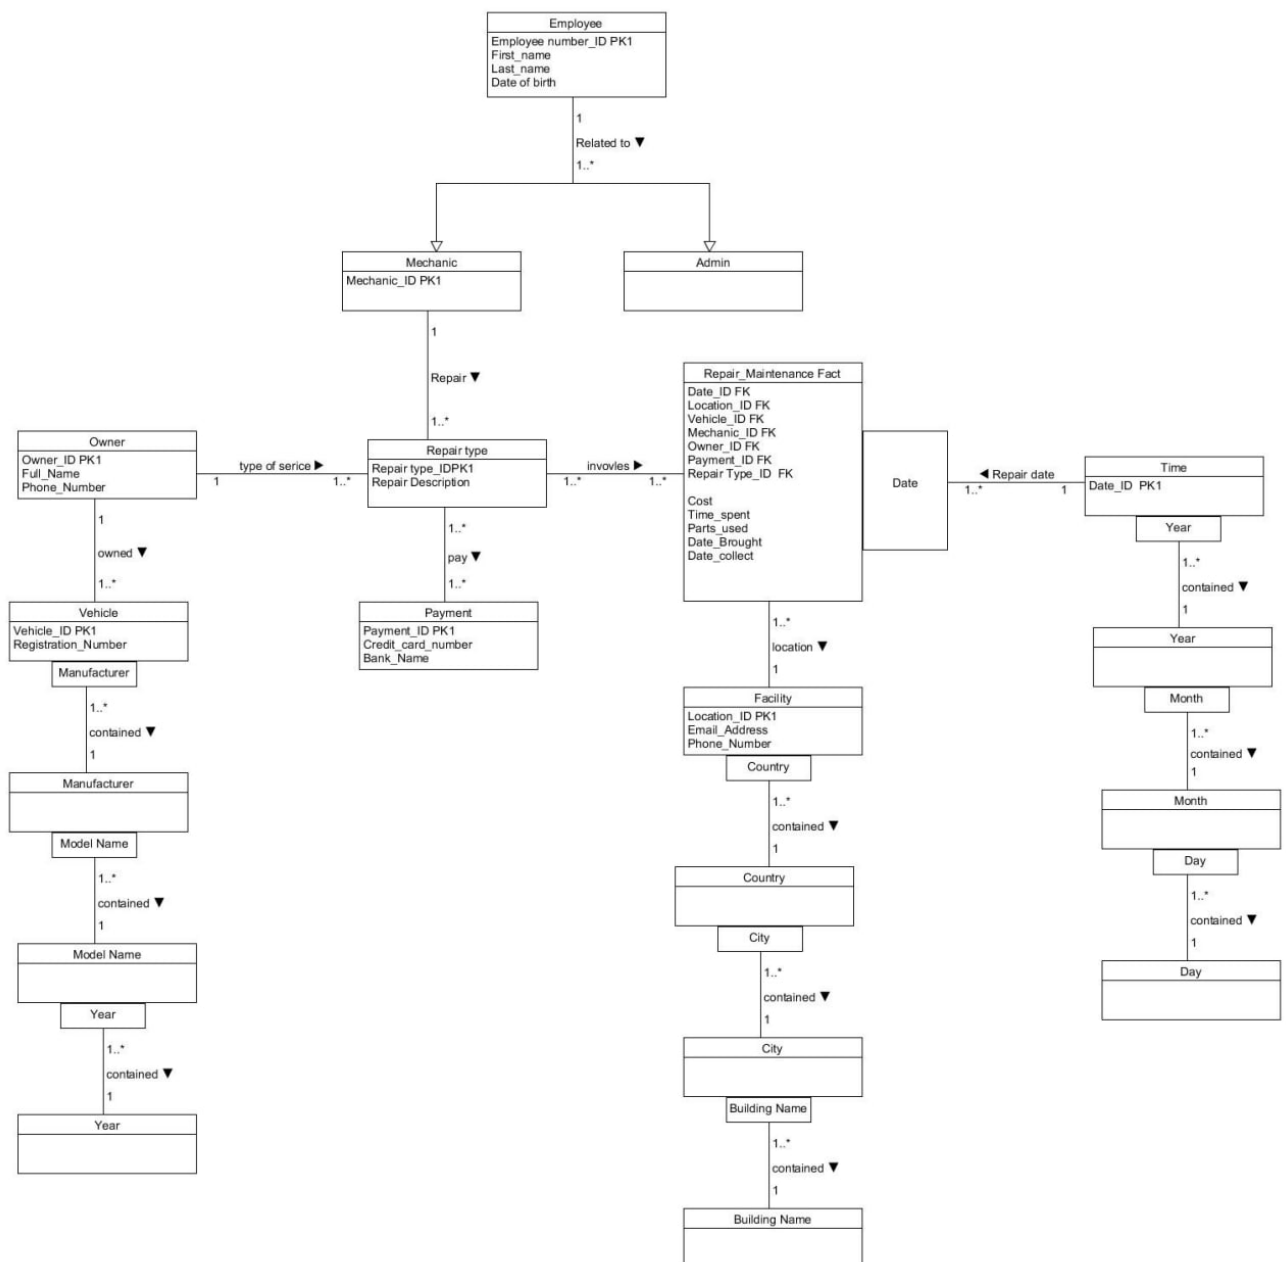 Employee
Employee number_ID PK1
First_name
Last_name
Date of birth
1
Related to ▼
1..*
Mechanic
Mechanic_ID PK1
Admin
1
Repair ▼
1..*
Repair_Maintenance Fact
Date_ID FK
Location_ID FK
Vehicle_ID FK
Mechanic_ID FK
Owner_ID FK
Payment_ID FK
Repair Type_ID FK
Cost
Time_spent
Parts_used
Date_Brought
Date_collect
Owner
Owner_ID PK1
Full_Name
Phone_Number
type of serice ▶
1
1..*
Repair type
Repair type_IDPK1
Repair Description
invovles ▶
1..*
1..*
Date
◀ Repair date
1..*
1
Time
Date_ID PK1
Year
1..*
contained ▼
1
Year
Month
1..*
contained ▼
1
Month
Day
1..*
contained ▼
1
Day
1
owned ▼
1..*
Vehicle
Vehicle_ID PK1
Registration_Number
Manufacturer
1..*
contained ▼
1
Manufacturer
Model Name
1..*
contained ▼
1
Model Name
Year
1..*
contained ▼
1
Year
1..*
pay ▼
1..*
Payment
Payment_ID PK1
Credit_card_number
Bank_Name
1..*
location ▼
1
Facility
Location_ID PK1
Email_Address
Phone_Number
Country
1..*
contained ▼
1
Country
City
1..*
contained ▼
1
City
Building Name
1..*
contained ▼
1
Building Name